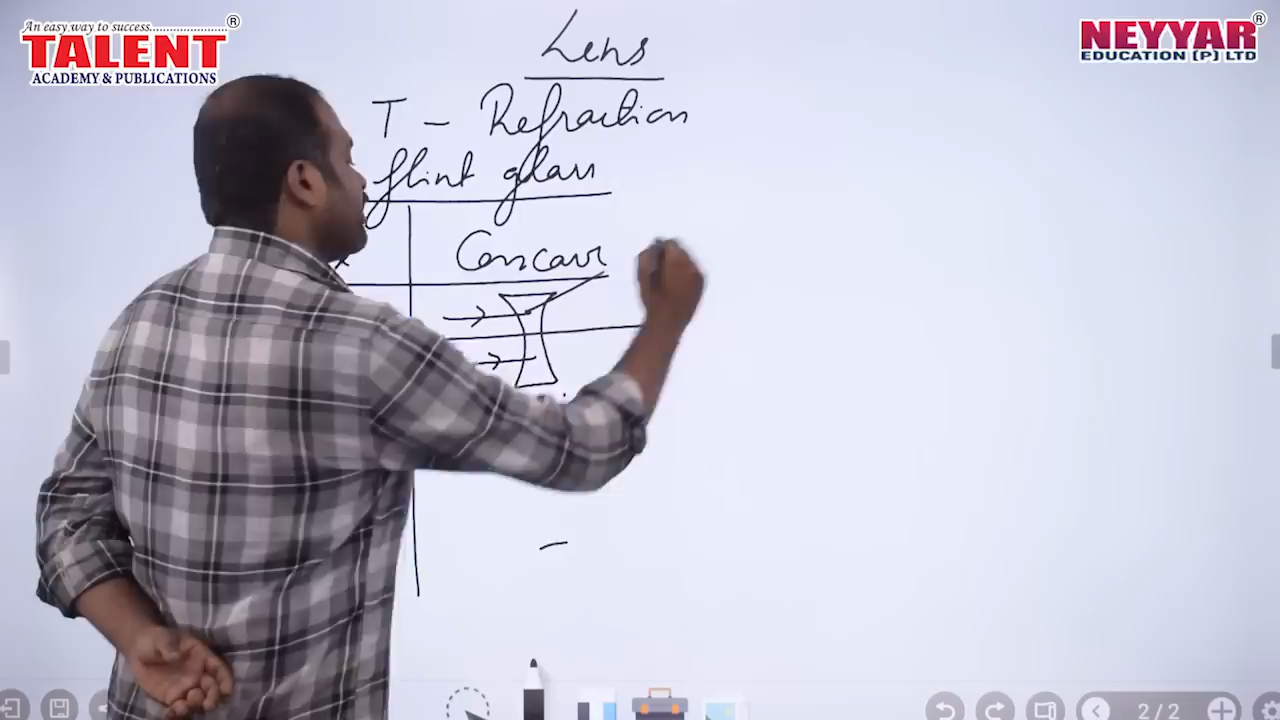 An easy way to success....................
TALENT®
ACADEMY & PUBLICATIONS
NEYYAR®
EDUCATION (P) LTD
Lens
T - Refraction
flint glass
Concave
2/2